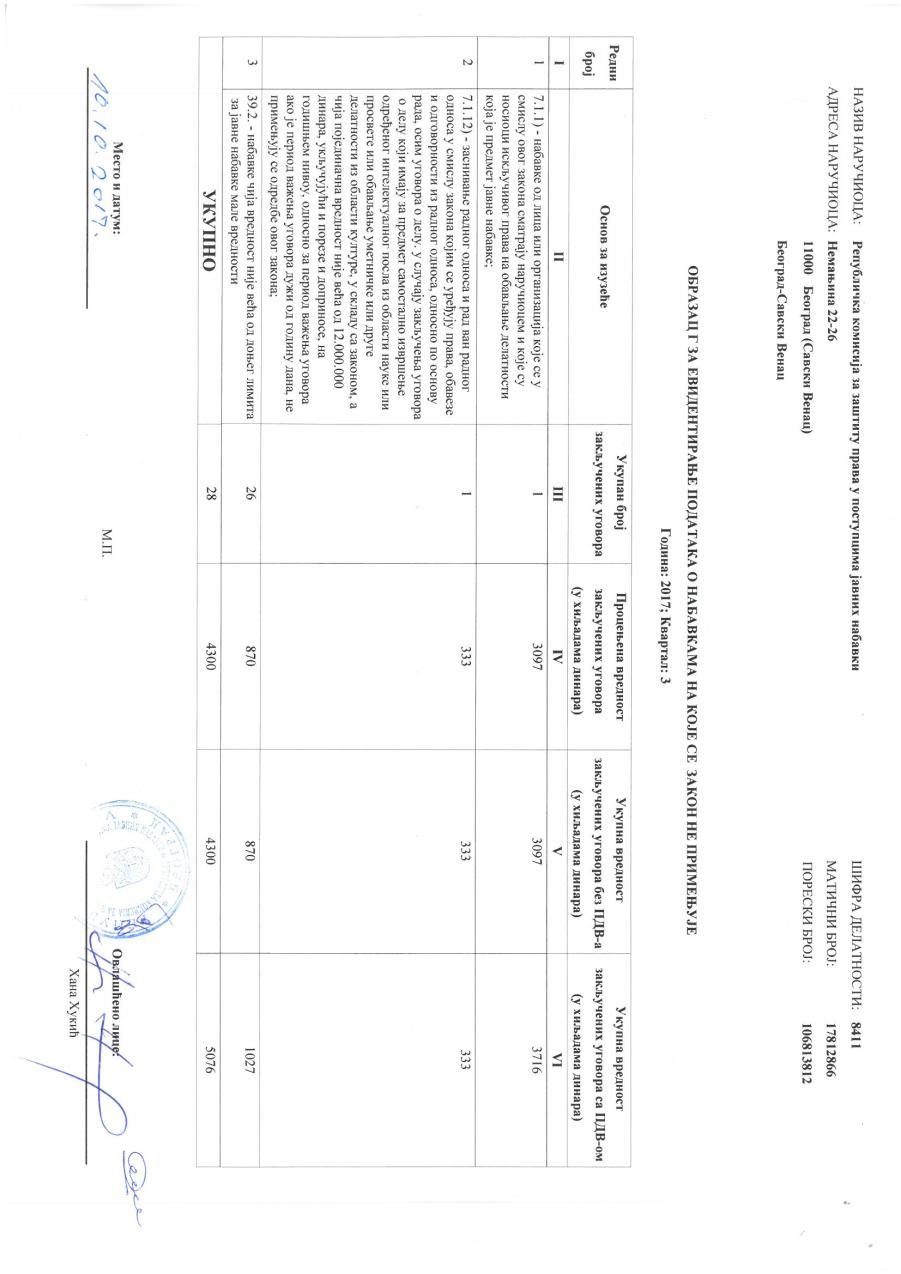 НАЗИВ НАРУЧИОЦА: Републичка комисија за заштиту права у поступцима јавних набавки
АДРЕСА НАРУЧИОЦА: Немањина 22-26
11000 Београд (Савски Венац)
Београд-Савски Венац
ШИФРА ДЕЛАТНОСТИ: 8411
МАТИЧНИ БРОЈ: 17812866
ПОРЕСКИ БРОЈ: 106813812
ОБРАЗАЦ Г ЗА ЕВИДЕНТИРАЊЕ ПОДАТАКА О НАБАВКАМА НА КОЈЕ СЕ ЗАКОН НЕ ПРИМЕЊУЈЕ
Година: 2017; Квартал: 3
Редни
број
Основ за изузеће
Укупан број
закључених уговора
Процењена вредност
закључених уговора
(у хиљадама динара)
Укупна вредност
закључених уговора без ПДВ-а
(у хиљадама динара)
Укупна вредност
закључених уговора са ПДВ-ом
(у хиљадама динара)
I II III IV V VI
1
7.1.1) - набавке од лица или организација које се у
смислу овог закона сматрају наручиоцем и које су
носиоци искључивог права на обављање делатности
која је предмет јавне набавке;
1 3097 3097 3716
2
7.1.12) - заснивање радног односа и рад ван радног
односа у смислу закона којим се уређују права, обавезе
и одговорности из радног односа, односно по основу
рада, осим уговора о делу. у случају закључења уговора
о делу који имају за предмет самостално извршење
одређеног интелектуалног посла из области науке или
просвете или обављање уметничке или друге
делатности из области културе, у складу са законом, а
чија појединачна вредност није већа од 12.000.000
динара, укључујући и порезе и доприносе, на
годишњем нивоу, односно за период важења уговора
ако је период важења уговора дужи од годину дана, не
примењују се одредбе овог закона;
1 333 333 333
3
39.2. - набавке чија вредност није већа од доњег лимита
за јавне набавке мале вредности
26 870 870 1027
УКУПНО 28 4300 4300 5076
Место и датум:
10.10.2017.
М.П.
Овлашћено лице:
Хана Хукић